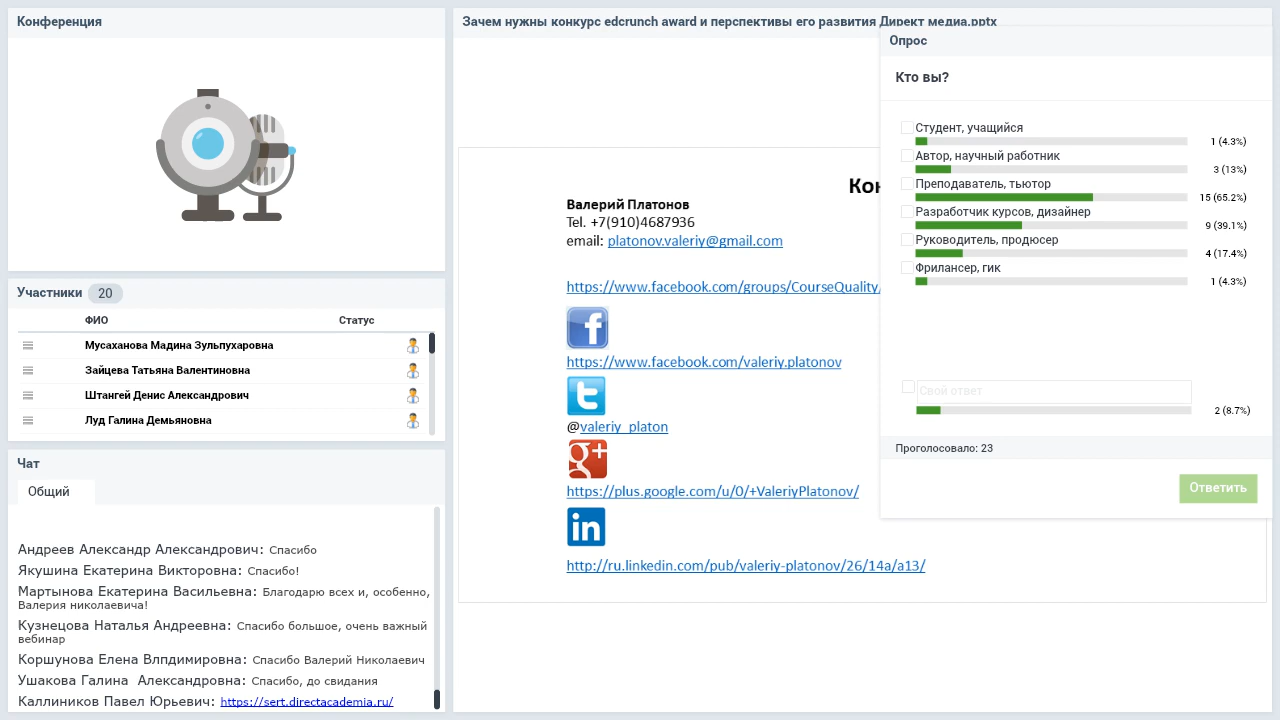 Конференция
Участники 20
ФИО Статус
Мусаханова Мадина Зульпухаровна
Зайцева Татьяна Валентиновна
Штангей Денис Александрович
Луд Галина Демьяновна
Чат
Общий
Андреев Александр Александрович: Спасибо
Якушина Екатерина Викторовна: Спасибо!
Мартынова Екатерина Васильевна: Благодарю всех и, особенно,
Валерия николаевича!
Кузнецова Наталья Андреевна: Спасибо большое, очень важный
вебинар
Коршунова Елена Влпдимировна: Спасибо Валерий Николаевич
Ушакова Галина Александровна: Спасибо, до свидания
Каллиников Павел Юрьевич: https://sert.directacademia.ru/
Зачем нужны конкурс edcrunch award и перспективы его развития Директ медиа.pptx
Кон
Валерий Платонов
Tel. +7(910)4687936
email: platonov.valeriy@gmail.com
https://www.facebook.com/groups/CourseQuality/
f
https://www.facebook.com/valeriy.platonov
t
@valeriy_platon
g+
https://plus.google.com/u/0/+ValeriyPlatonov/
in
http://ru.linkedin.com/pub/valeriy-platonov/26/14a/a13/
Опрос
Кто вы?
Студент, учащийся
1 (4.3%)
Автор, научный работник
3 (13%)
Преподаватель, тьютор
15 (65.2%)
Разработчик курсов, дизайнер
9 (39.1%)
Руководитель, продюсер
4 (17.4%)
Фрилансер, гик
1 (4.3%)
Свой ответ
2 (8.7%)
Проголосовало: 23
Ответить